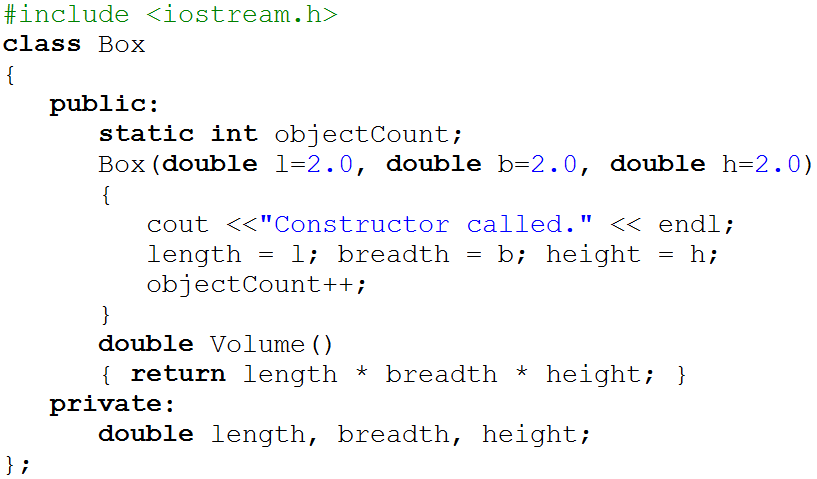 #include <iostream.h>
class Box
{
   public:
      static int objectCount;
      Box(double l=2.0, double b=2.0, double h=2.0)
      {
         cout <<"Constructor called." << endl;
         length = l; breadth = b; height = h;
         objectCount++;
      }
      double Volume()
      { return length * breadth * height; }
   private:
      double length, breadth, height;
};